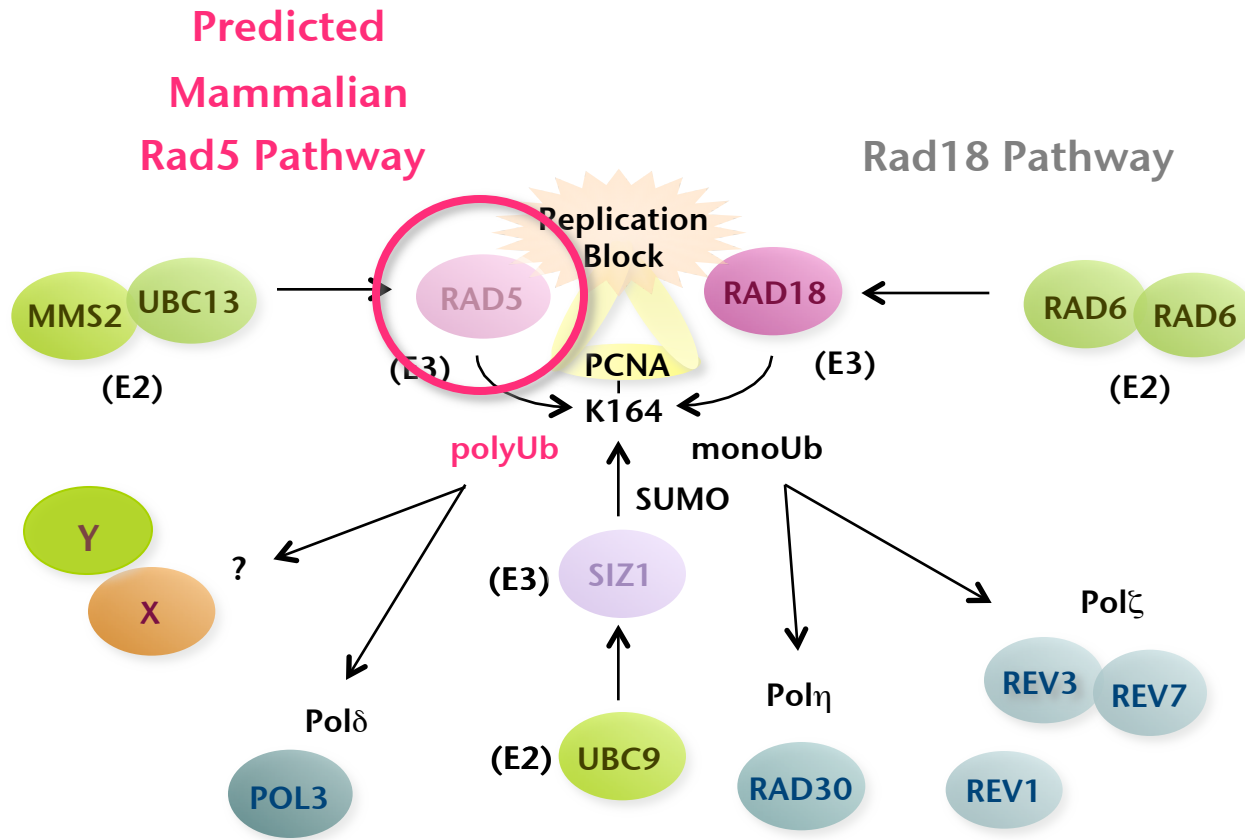 Predicted
Mammalian
Rad5 Pathway
Rad18 Pathway
Replication
Block
MMS2
UBC13
RAD5
RAD18
RAD6
RAD6
(E2)
(E3)
PCNA
(E3)
(E2)
K164
polyUb
monoUb
SUMO
Y
X
?
(E3)
SIZ1
Polζ
REV3
REV7
Polδ
Polη
POL3
(E2)
UBC9
RAD30
REV1